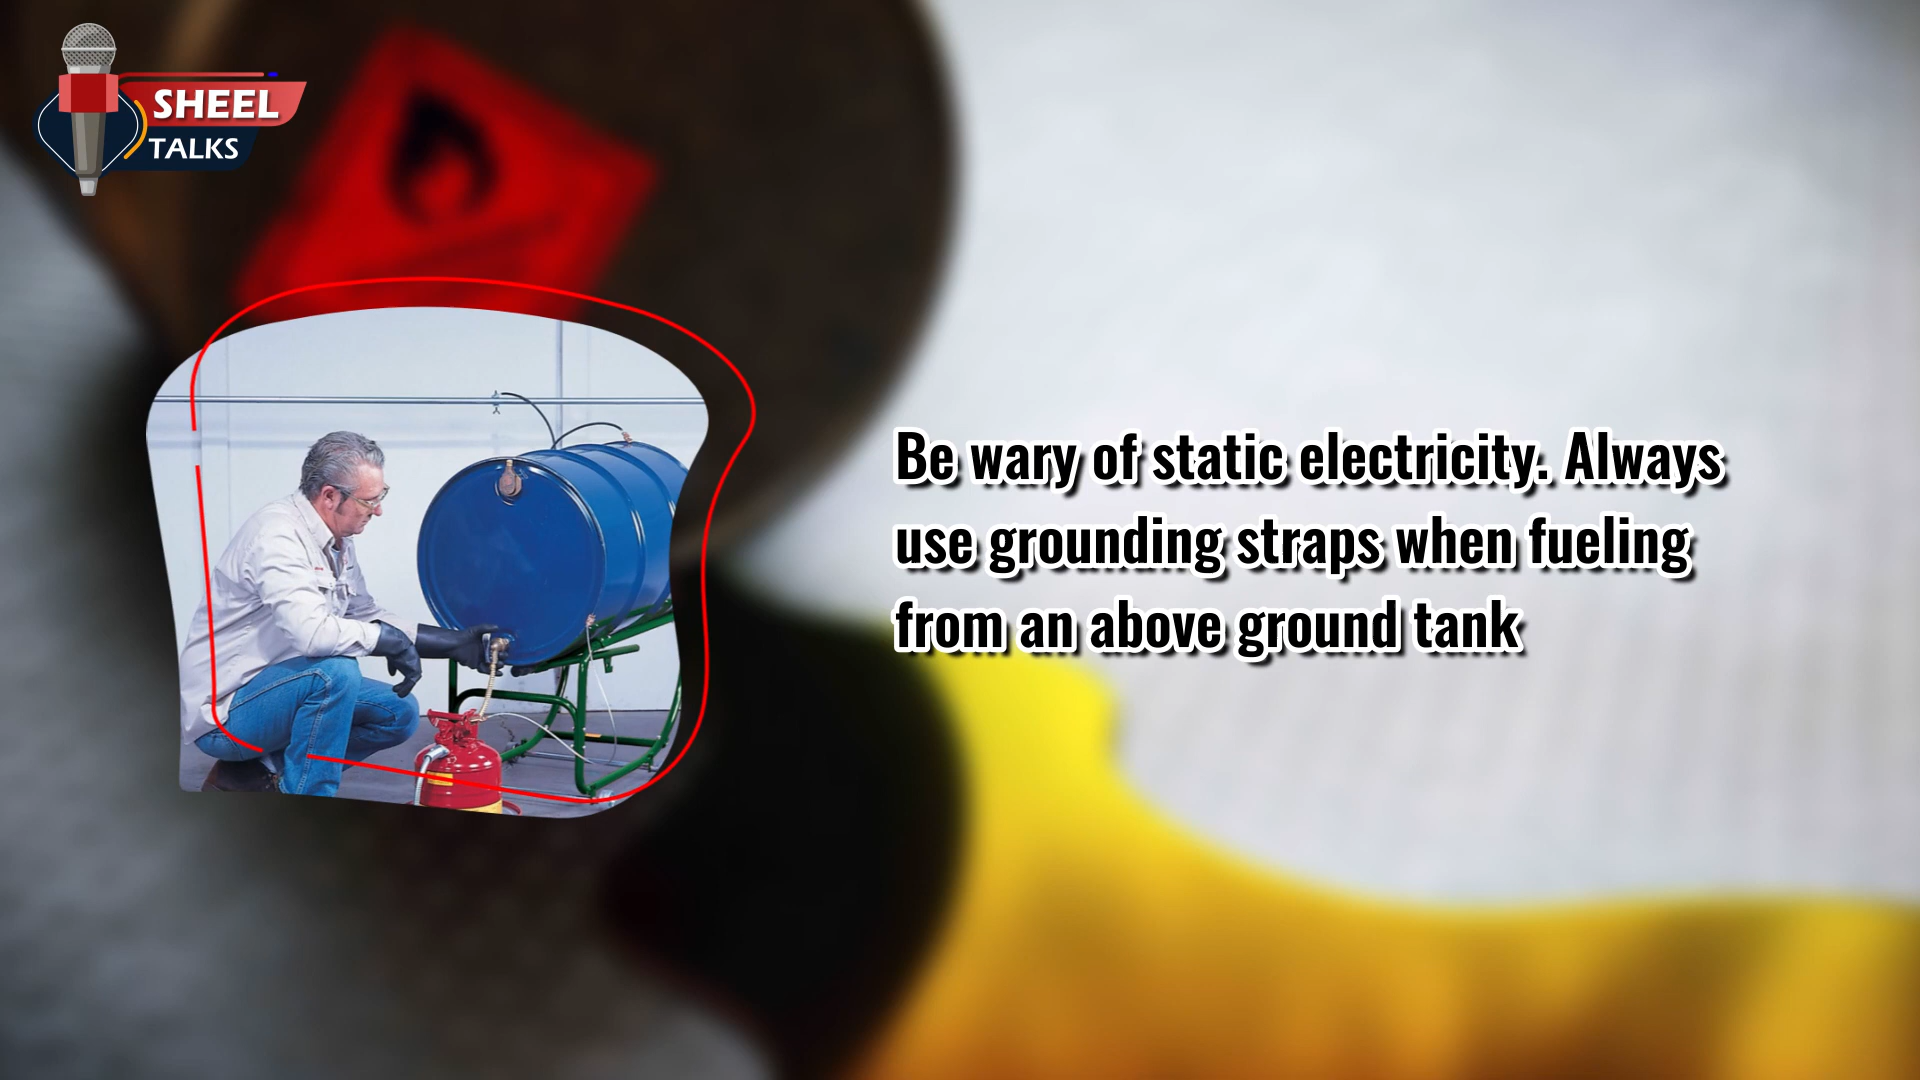 SHEEL
TALKS
Be wary of static electricity. Always
use grounding straps when fueling
from an above ground tank